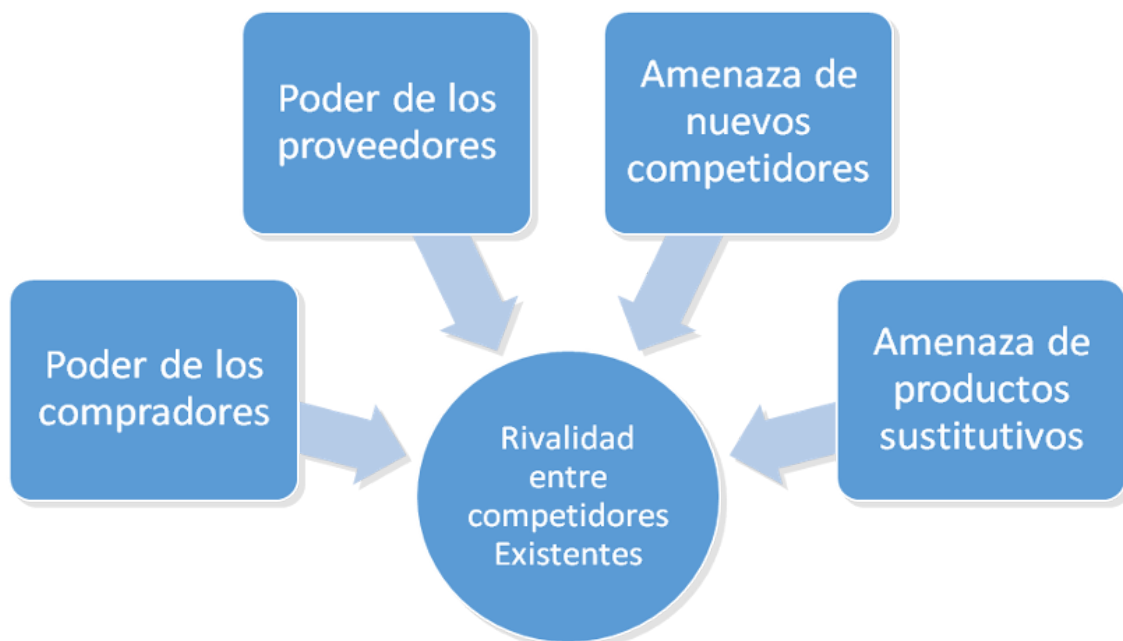 Poder de los
proveedores
Amenaza de
nuevos
competidores
Poder de los
compradores
Amenaza de
productos
sustitutivos
Rivalidad
entre
competidores
Existentes